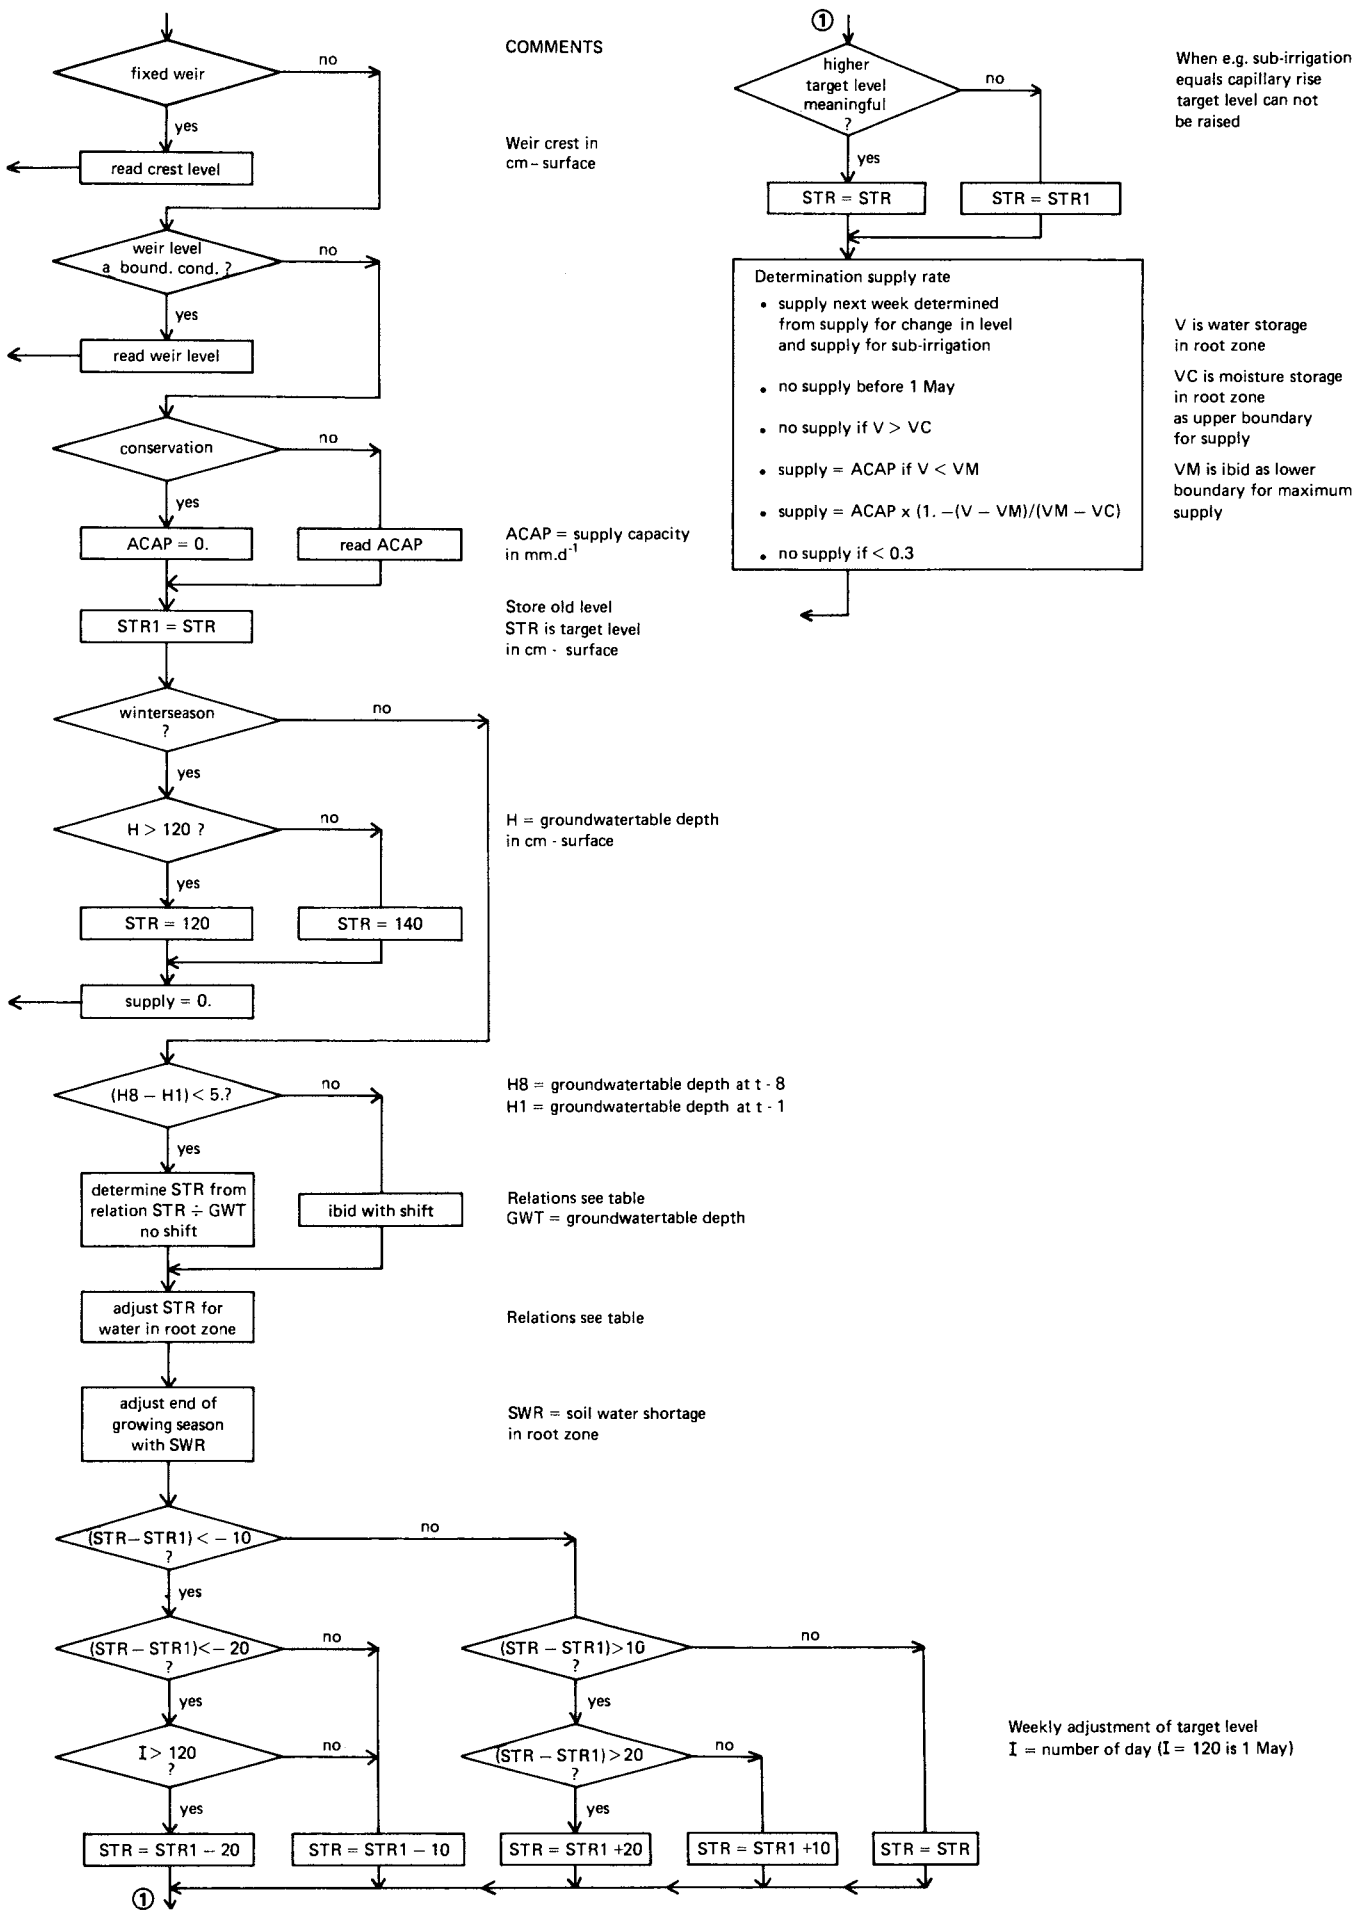 COMMENTS
fixed weir
no
yes
read crest level
Weir crest in
cm – surface
weir level
a bound. cond. ?
no
yes
read weir level
conservation
no
yes
ACAP = 0.
read ACAP
ACAP = supply capacity
in mm.d-1
STR1 = STR
Store old level
STR is target level
in cm - surface
winterseason
?
no
yes
H > 120 ?
no
yes
H = groundwatertable depth
in cm - surface
STR = 120
STR = 140
supply = 0.
(H8 – H1) < 5.?
no
yes
H8 = groundwatertable depth at t - 8
H1 = groundwatertable depth at t - 1
determine STR from
relation STR ÷ GWT
no shift
ibid with shift
Relations see table
GWT = groundwatertable depth
adjust STR for
water in root zone
Relations see table
adjust end of
growing season
with SWR
SWR = soil water shortage
in root zone
(STR–STR1) < – 10
?
no
yes
(STR – STR1) <– 20
?
no
yes
(STR – STR1) >10
?
no
yes
I > 120
?
no
yes
(STR – STR1) >20
?
no
yes
Weekly adjustment of target level
I = number of day (I = 120 is 1 May)
STR = STR1 – 20
STR = STR1 – 10
STR = STR1 +20
STR = STR1 +10
STR = STR
1
1
higher
target level
meaningful
?
no
yes
When e.g. sub-irrigation
equals capillary rise
target level can not
be raised
STR = STR
STR = STR1
Determination supply rate
• supply next week determined
from supply for change in level
and supply for sub-irrigation
• no supply before 1 May
• no supply if V > VC
• supply = ACAP if V < VM
• supply = ACAP x (1. –(V – VM)/(VM – VC)
• no supply if < 0.3
V is water storage
in root zone
VC is moisture storage
in root zone
as upper boundary
for supply
VM is ibid as lower
boundary for maximum
supply